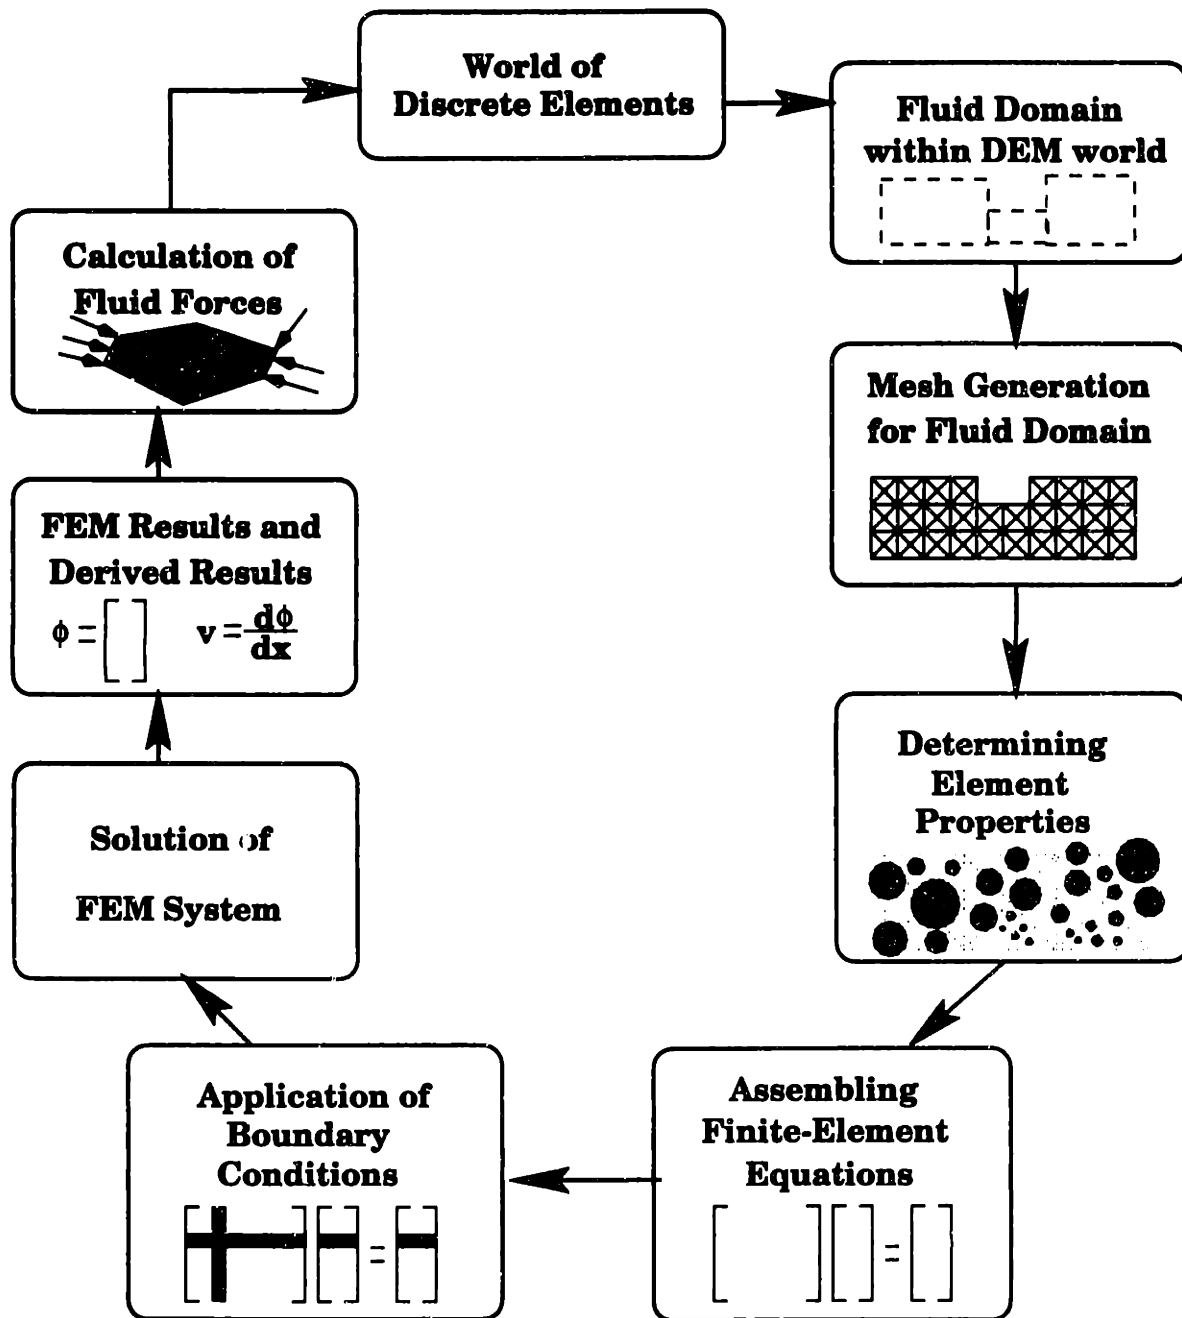 World of
Discrete Elements
Fluid Domain
within DEM world
Mesh Generation
for Fluid Domain
Determining
Element
Properties
Assembling
Finite-Element
Equations
=
Application of
Boundary
Conditions
=
Solution of
FEM System
FEM Results and
Derived Results
ϕ = [ ] v = dϕ/dx
Calculation of
Fluid Forces